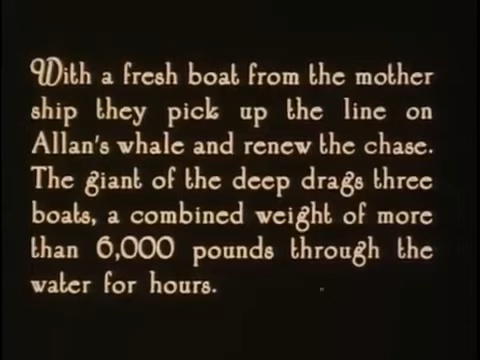 With a fresh boat from the mother
ship they pick up the line on
Allan's whale and renew the chase.
The giant of the deep drags three
boats, a combined weight of more
than 6,000 pounds through the
water for hours.